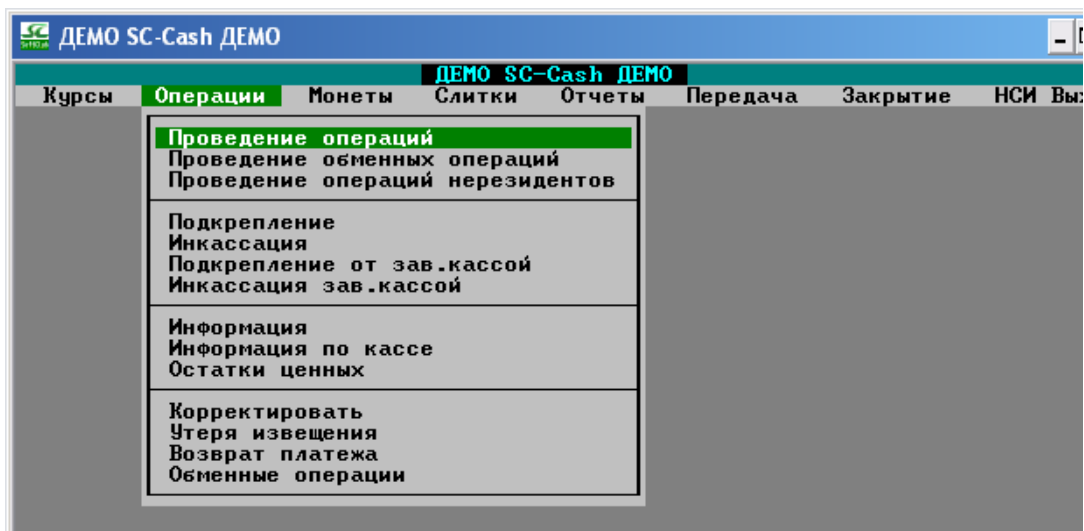 ДЕМО SC-Cash ДЕМО
ДЕМО SC-Cash ДЕМО
Курсы Операции Монеты Слитки Отчеты Передача Закрытие НСИ
Проведение операций
Проведение обменных операций
Проведение операций нерезидентов
Подкрепление
Инкассация
Подкрепление от зав.кассой
Инкассация зав.кассой
Информация
Информация по кассе
Остатки ценных
Корректировать
Утеря извещения
Возврат платежа
Обменные операции